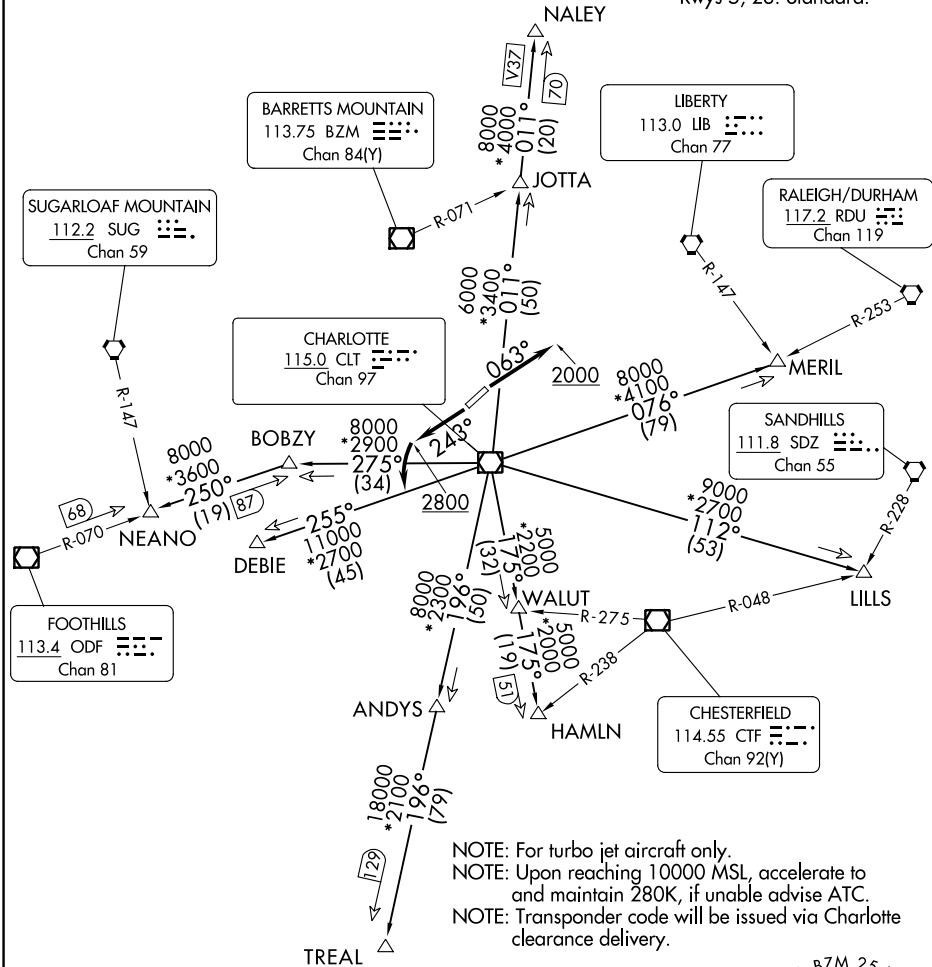 Rwys 5, 23: Standard.
NALEY
V37
70
8000
*4000
011°
(20)
BARRETTS MOUNTAIN
113.75 BZM
Chan 84(Y)
LIBERTY
113.0 LIB
Chan 77
JOTTA
R-071
SUGARLOAF MOUNTAIN
112.2 SUG
Chan 59
RALEIGH/DURHAM
117.2 RDU
Chan 119
R-147
R-253
6000
*3400
011°
(50)
CHARLOTTE
115.0 CLT
Chan 97
063°
2000
MERIL
8000
*4100
076°
(79)
R-147
243°
BOBZY
8000
*2900
275°
(34)
SANDHILLS
111.8 SDZ
Chan 55
8000
*3600
250°
(19)
87
2800
9000
*2700
112°
(53)
R-228
68
R-070
NEANO
255°
11000
*2700
(45)
DEBIE
5000
*2200
175°
(32)
LILLS
8000
*2300
196°
(50)
WALUT
R-275
R-048
FOOTHILLS
113.4 ODF
Chan 81
5000
*2000
175°
(19)
51
R-238
ANDYS
HAMLN
CHESTERFIELD
114.55 CTF
Chan 92(Y)
18000
*2100
196°
(79)
129
TREAL
NOTE: For turbo jet aircraft only.
NOTE: Upon reaching 10000 MSL, accelerate to
and maintain 280K, if unable advise ATC.
NOTE: Transponder code will be issued via Charlotte
clearance delivery.
BZM 25